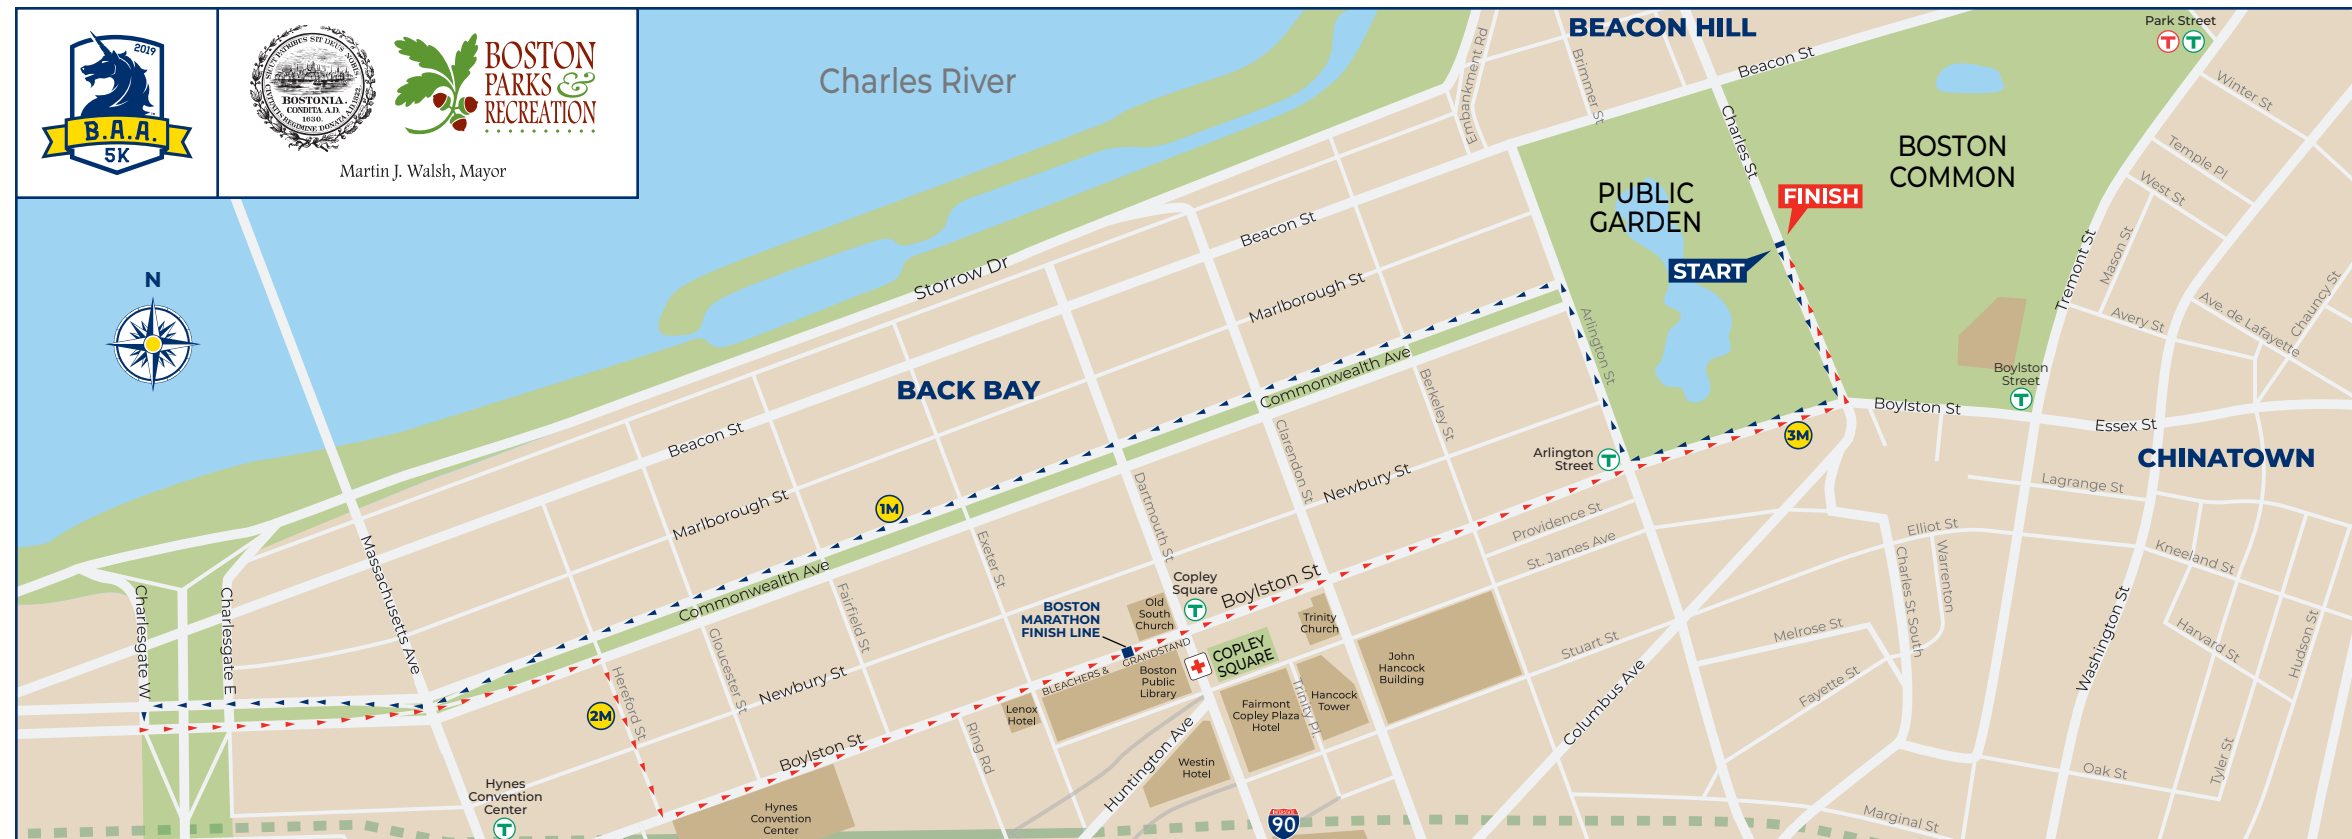 2019
B.A.A.
5K
SICUT PATRIBUS SIT DEUS NOBIS
BOSTONIA.
CONDITA A.D.
1630.
CIVITATIS REGIMINE DONATA A.D. 1822.
BOSTON
PARKS &
RECREATION
Martin J. Walsh, Mayor
N
Charles River
BEACON HILL
Park Street
T T
Embankment Rd
Brimmer St
Beacon St
Charles St
Winter St
BOSTON
COMMON
Temple Pl
West St
PUBLIC
GARDEN
FINISH
START
Mason St
Tremont St
Beacon St
Storrow Dr
Marlborough St
Arlington St
Avery St
Ave. de Lafayette
Chauncy St
BACK BAY
Commonwealth Ave
Berkeley St
Boylston
Street
T
Boylston St
Essex St
CHINATOWN
3M
Beacon St
Clarendon St
Newbury St
Arlington
Street
T
Lagrange St
Marlborough St
1M
Dartmouth St
Providence St
St. James Ave
Elliot St
Warrenton
Kneeland St
Massachusetts Ave
Exeter St
Commonwealth Ave
Fairfield St
Copley
Square
T
Boylston St
Charlesgate W
Charlesgate E
BOSTON
MARATHON
FINISH LINE
Old
South
Church
Trinity
Church
Charles St South
Washington St
Harvard St
Hudson St
Gloucester St
Newbury St
BLEACHERS &
GRANDSTAND
COPLEY
SQUARE
Boston
Public
Library
John
Hancock
Building
Stuart St
Melrose St
Fayette St
Hereford St
2M
Lenox
Hotel
Fairmont
Copley Plaza
Hotel
Trinity Pl.
Hancock
Tower
Columbus Ave
Boylston St
Ring Rd
Huntington Ave
Westin
Hotel
Oak St
Tyler St
Hynes
Convention
Center
T
Hynes
Convention
Center
90
Marginal St